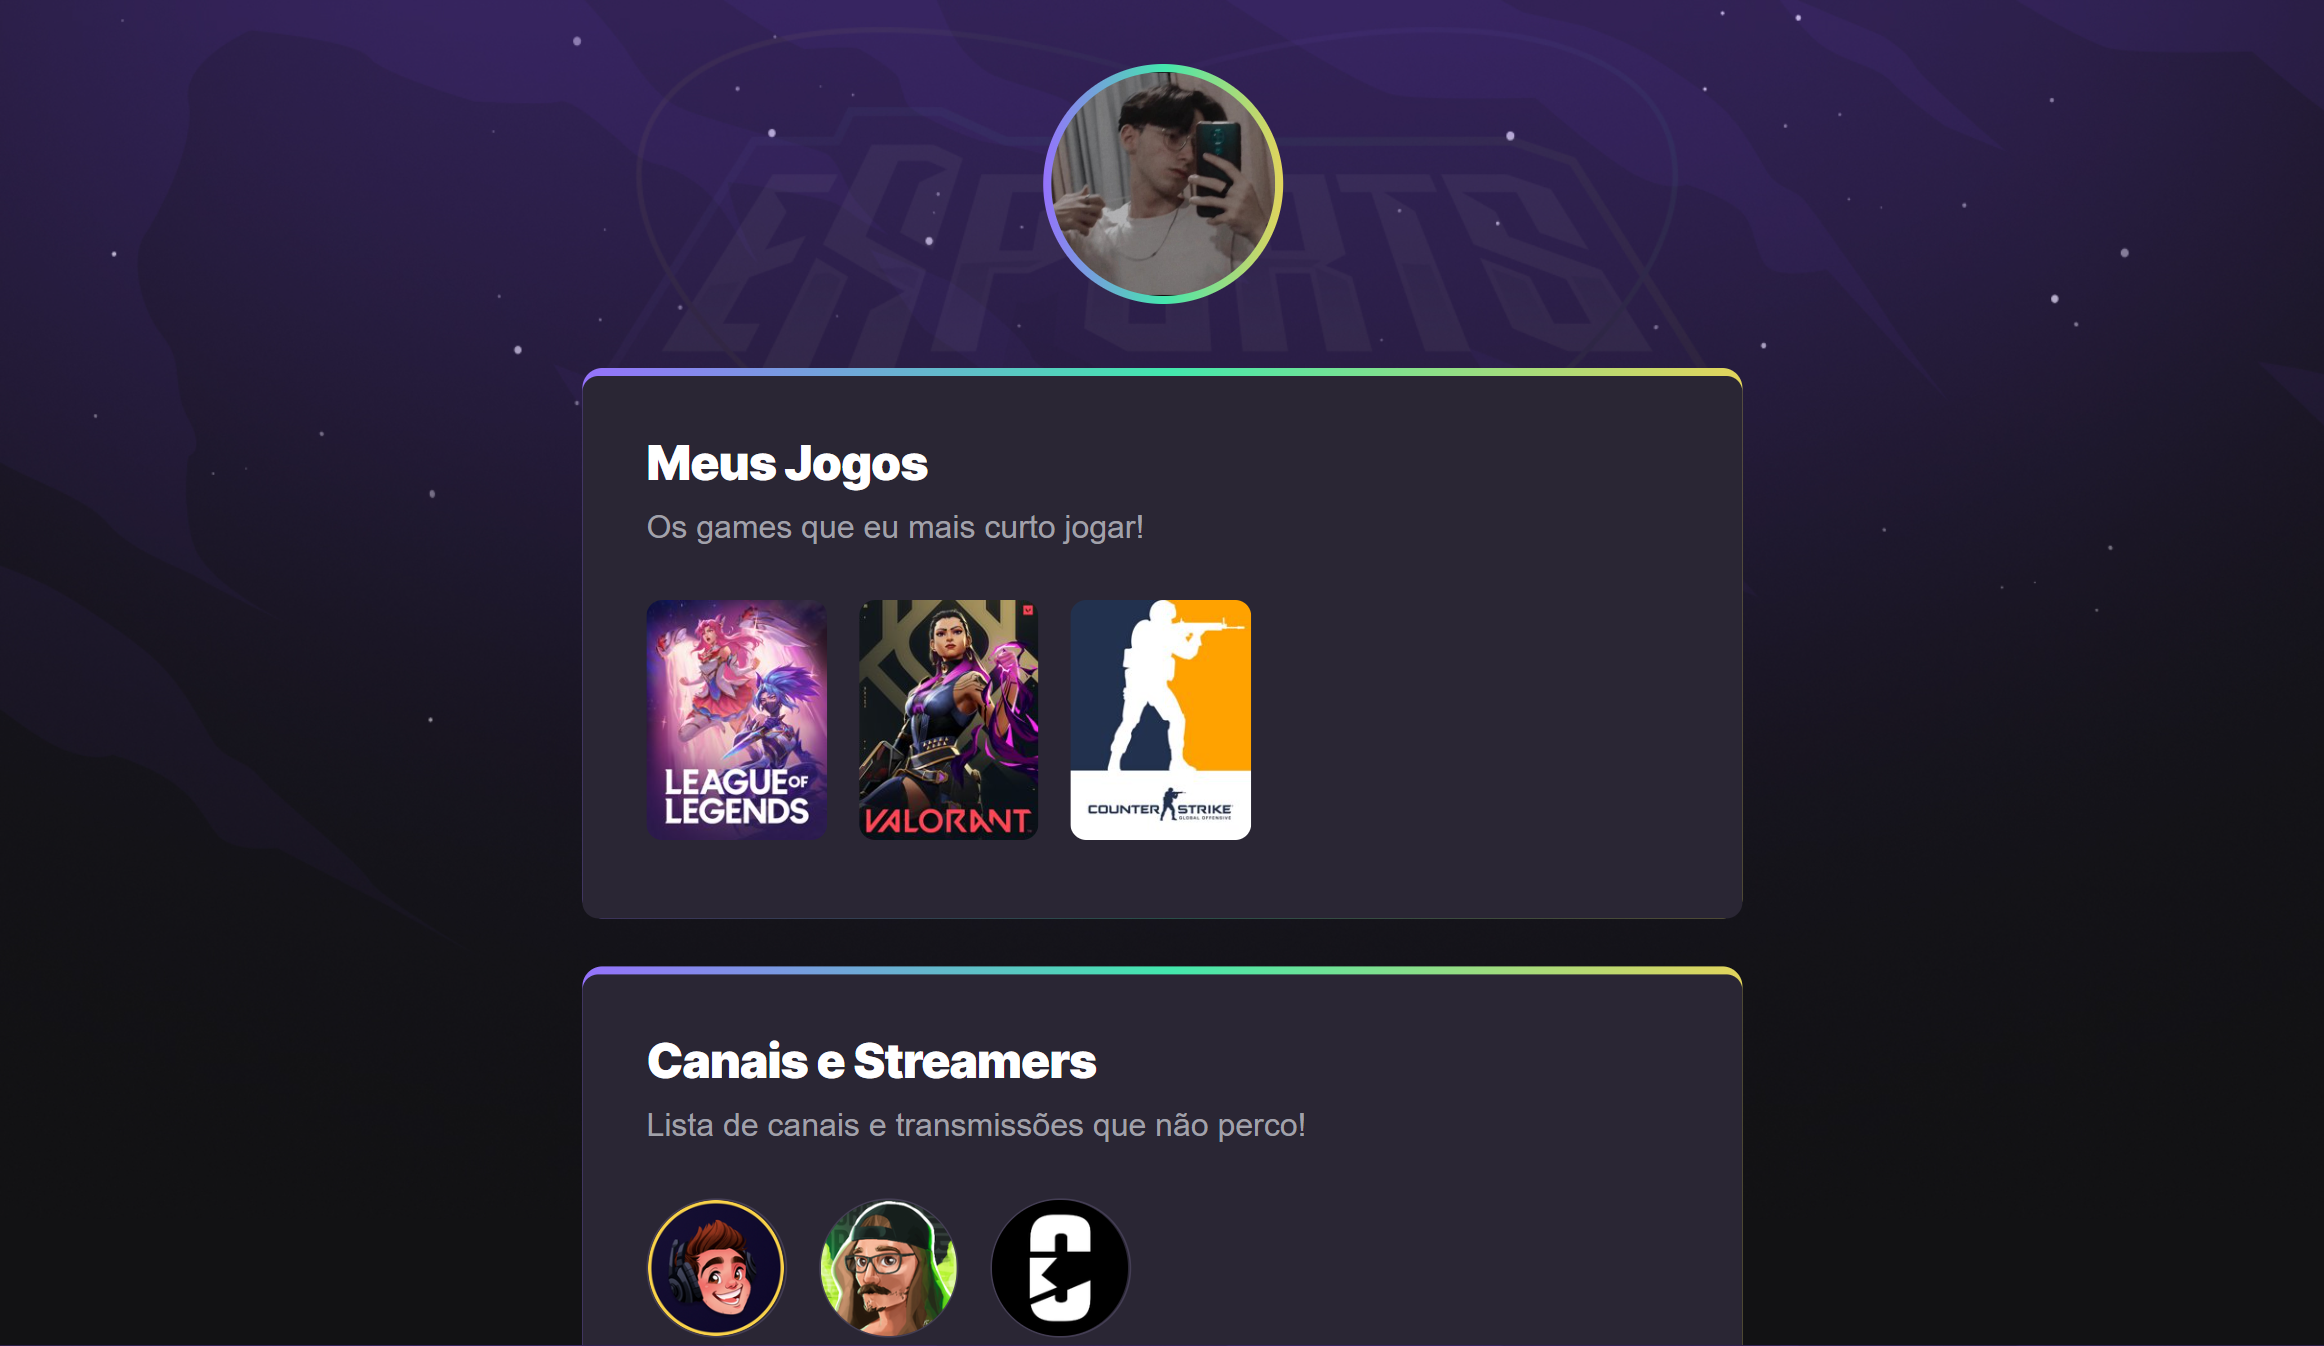 ESPORTS
Meus Jogos
Os games que eu mais curto jogar!
LEAGUE OF
LEGENDS
VALORANT
COUNTER STRIKE
GLOBAL OFFENSIVE
Canais e Streamers
Lista de canais e transmissões que não perco!